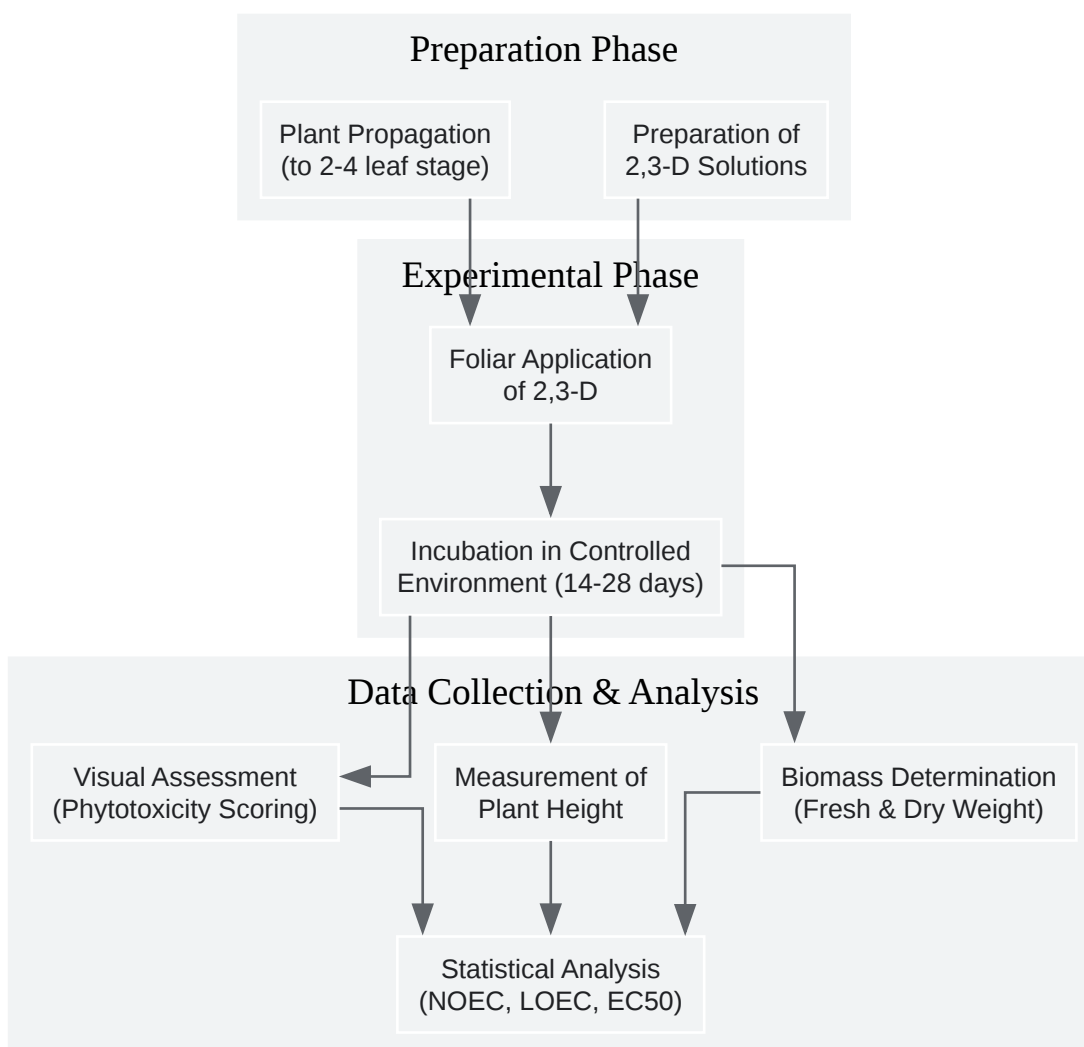 Preparation Phase
Plant Propagation
(to 2-4 leaf stage)
Preparation of
2,3-D Solutions
Experimental Phase
Foliar Application
of 2,3-D
Incubation in Controlled
Environment (14-28 days)
Data Collection & Analysis
Visual Assessment
(Phytotoxicity Scoring)
Measurement of
Plant Height
Biomass Determination
(Fresh & Dry Weight)
Statistical Analysis
(NOEC, LOEC, EC50)